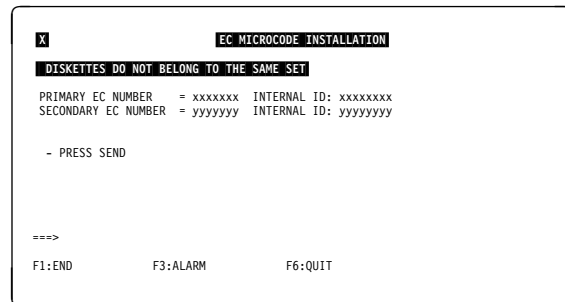 X EC MICROCODE INSTALLATION
DISKETTES DO NOT BELONG TO THE SAME SET
PRIMARY EC NUMBER = xxxxxxx INTERNAL ID: xxxxxxxx
SECONDARY EC NUMBER = yyyyyyy INTERNAL ID: yyyyyyyy
- PRESS SEND
===>
F1:END F3:ALARM F6:QUIT